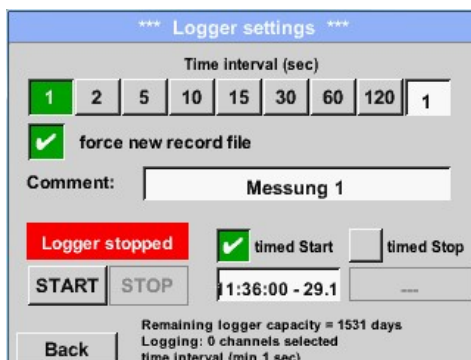 *** Logger settings ***
Time interval (sec)
1 2 5 10 15 30 60 120 1
force new record file
Comment: Messung 1
Logger stopped timed Start timed Stop
START STOP 11:36:00 - 29.1 ---
Remaining logger capacity = 1531 days
Logging: 0 channels selected
time interval (min 1 sec)
Back